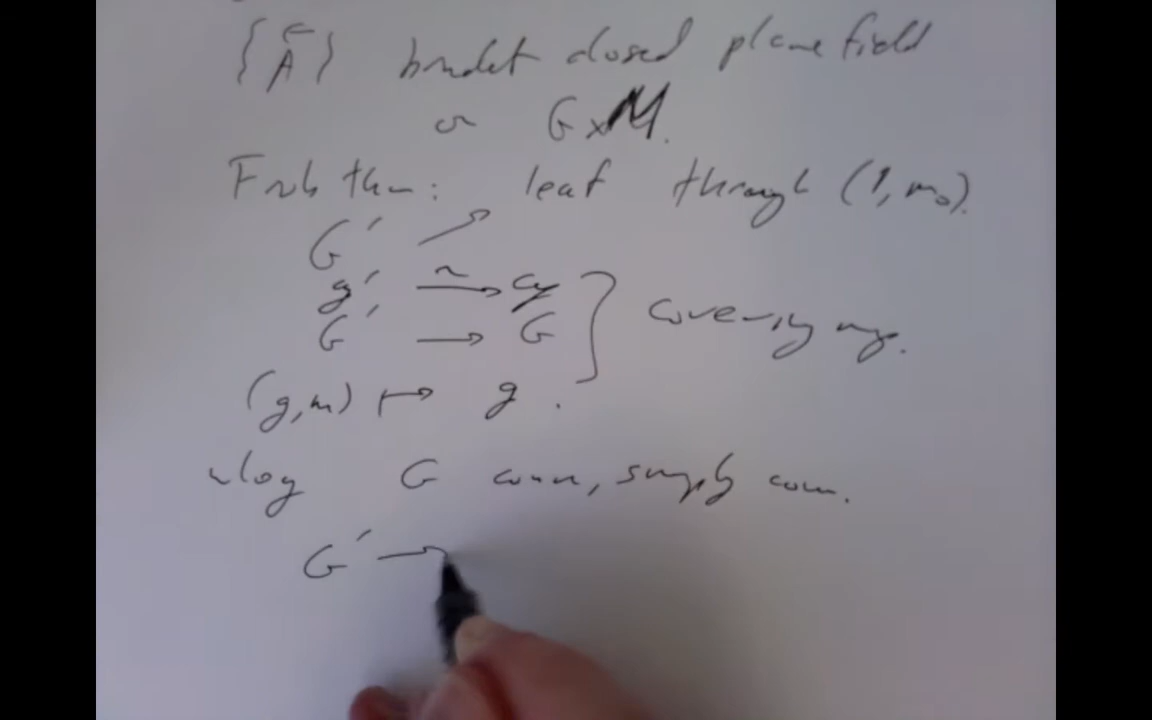 {A⃖} bracket closed plane field
on G×M.
Frob thm: leaf through (1, m₀).
G' ↗
𝔤' ⥲ 𝔤
G' → G } covering map.
(g,m) ↦ g.
wlog G conn, simply conn.
G' →